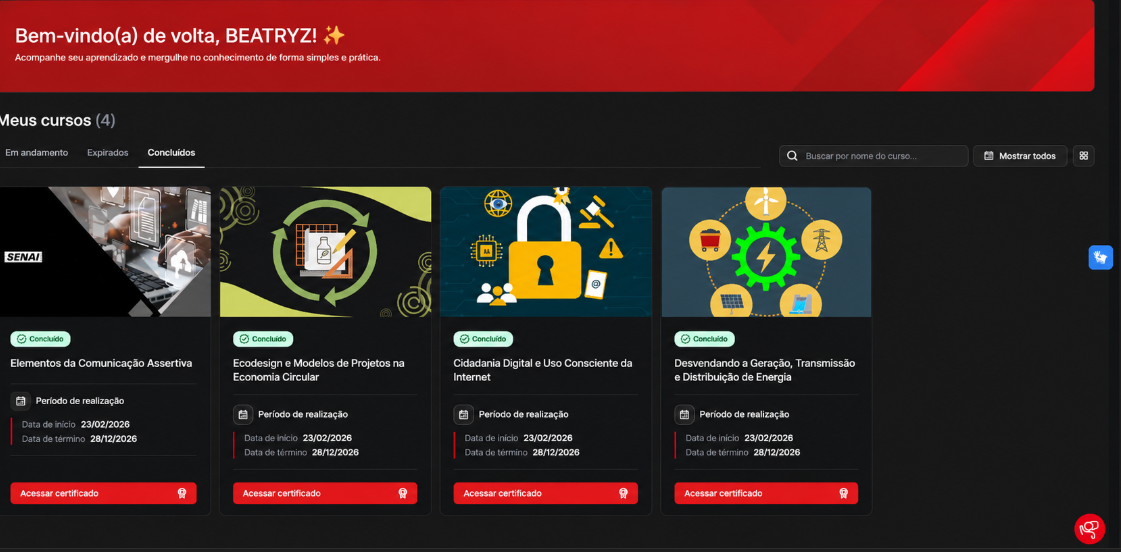 Bem-vindo(a) de volta, BEATRYZ! ✨
Acompanhe seu aprendizado e mergulhe no conhecimento de forma simples e prática.
Meus cursos (4)
Em andamento
Expirados
Concluídos
Buscar por nome do curso...
Mostrar todos
SENAI
Concluído
Elementos da Comunicação Assertiva
Período de realização
Data de início 23/02/2026
Data de término 28/12/2026
Acessar certificado
Concluído
Ecodesign e Modelos de Projetos na
Economia Circular
Período de realização
Data de início 23/02/2026
Data de término 28/12/2026
Acessar certificado
@
Concluído
Cidadania Digital e Uso Consciente da
Internet
Período de realização
Data de início 23/02/2026
Data de término 28/12/2026
Acessar certificado
Concluído
Desvendando a Geração, Transmissão
e Distribuição de Energia
Período de realização
Data de início 23/02/2026
Data de término 28/12/2026
Acessar certificado